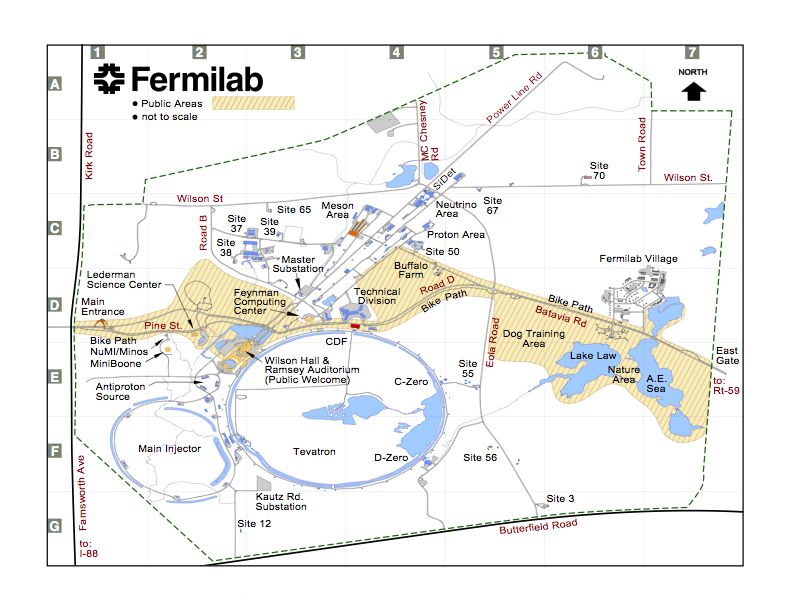 1 2 3 4 5 6 7
A
B
C
D
E
F
G
Fermilab
● Public Areas
● not to scale
NORTH
Kirk Road
MC Chesney
Rd
Power Line Rd
Town Road
Site
70
Wilson St.
Wilson St
SiDet
Site 65
Meson
Area
Neutrino
Area
Site
67
Road B
Site
37
Site
39
Site
38
Proton Area
Site 50
Master
Substation
Buffalo
Farm
Fermilab Village
Lederman
Science Center
Feynman
Computing
Center
Technical
Division
Road D
Bike Path
Bike Path
Batavia Rd
Main
Entrance
Pine St.
Bike Path
NuMI/Minos
MiniBoone
CDF
Eola Road
Dog Training
Area
Wilson Hall &
Ramsey Auditorium
(Public Welcome)
Lake Law
Nature
Area
A.E.
Sea
East
Gate
to:
Rt-59
Antiproton
Source
C-Zero
Site
55
Main Injector
Tevatron
D-Zero
Site 56
Farnsworth Ave
Kautz Rd.
Substation
Site 3
Site 12
Butterfield Road
to:
I-88